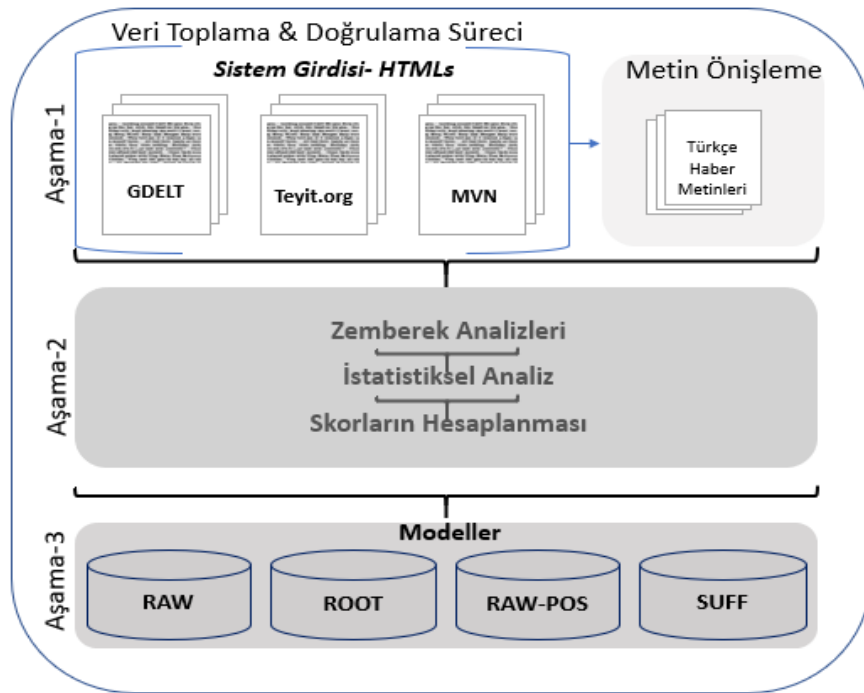 Veri Toplama & Doğrulama Süreci
Aşama-1
Sistem Girdisi- HTMLs
GDELT
Teyit.org
MVN
Metin Önişleme
Türkçe
Haber
Metinleri
Aşama-2
Zemberek Analizleri
İstatistiksel Analiz
Skorların Hesaplanması
Aşama-3
Modeller
RAW
ROOT
RAW-POS
SUFF